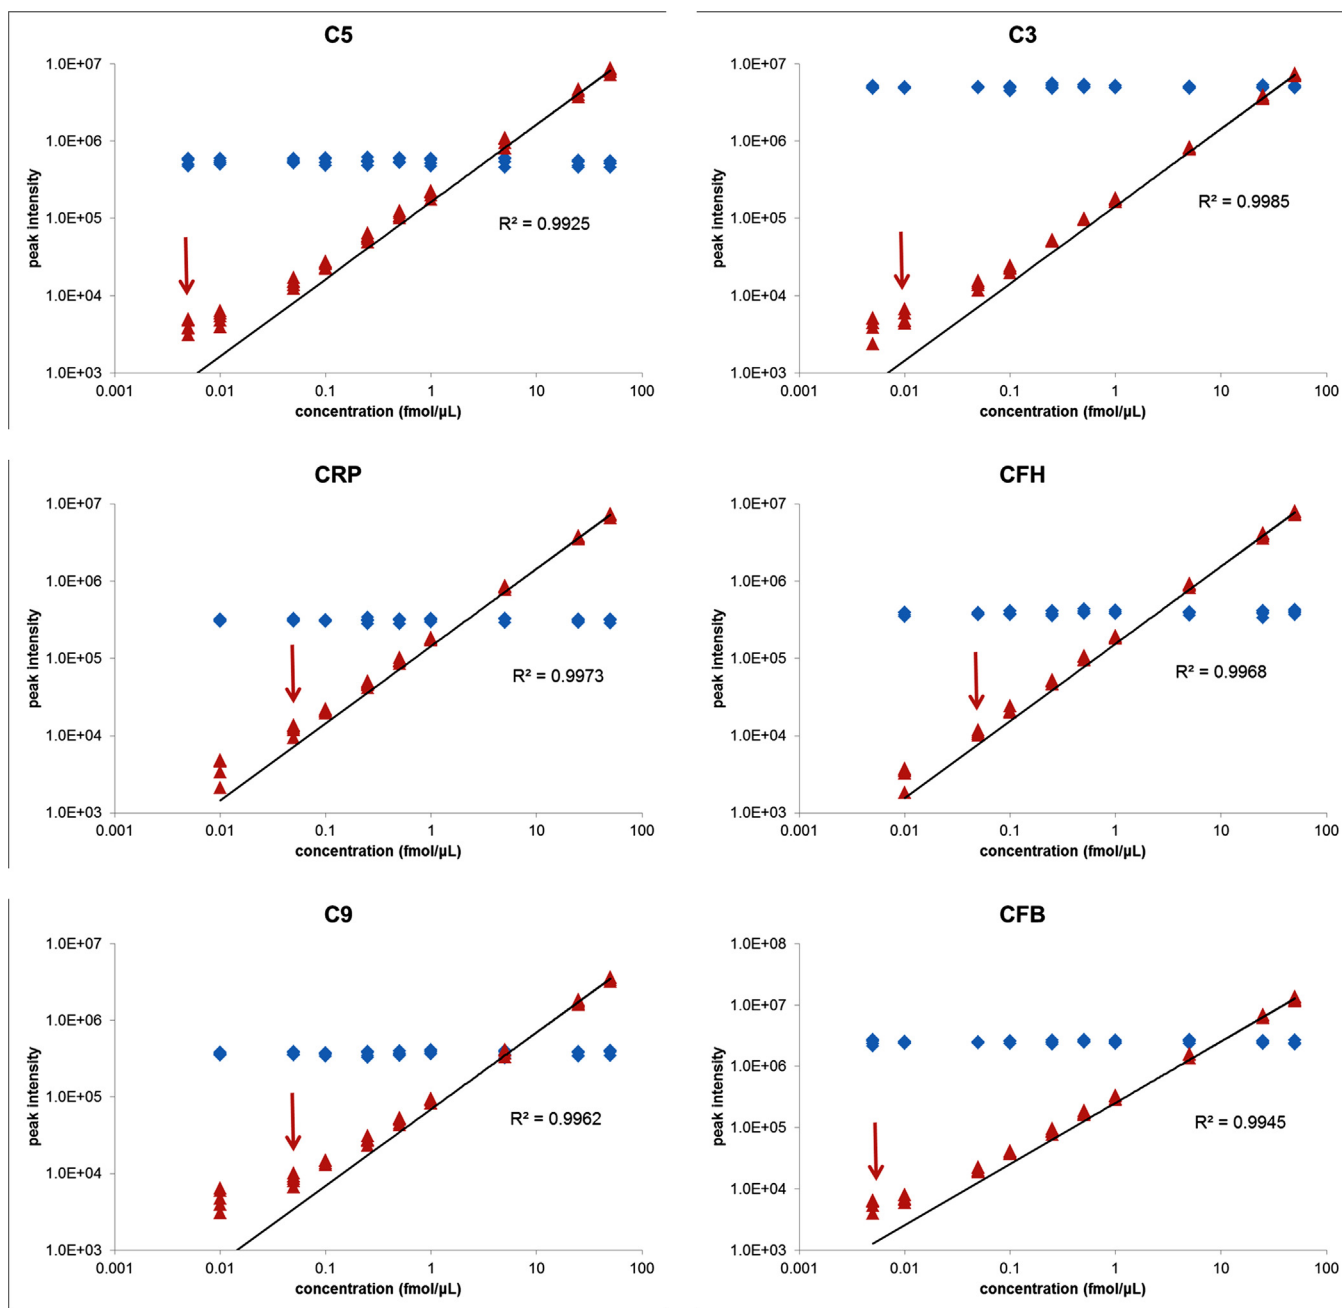 C5
1.0E+07
1.0E+06
1.0E+05
1.0E+04
1.0E+03
peak intensity
R² = 0.9925
0.001 0.01 0.1 1 10 100
concentration (fmol/µL)
C3
1.0E+07
1.0E+06
1.0E+05
1.0E+04
1.0E+03
peak intensity
R² = 0.9985
0.001 0.01 0.1 1 10 100
concentration (fmol/µL)
CRP
1.0E+07
1.0E+06
1.0E+05
1.0E+04
1.0E+03
peak intensity
R² = 0.9973
0.001 0.01 0.1 1 10 100
concentration (fmol/µL)
CFH
1.0E+07
1.0E+06
1.0E+05
1.0E+04
1.0E+03
peak intensity
R² = 0.9968
0.001 0.01 0.1 1 10 100
concentration (fmol/µL)
C9
1.0E+07
1.0E+06
1.0E+05
1.0E+04
1.0E+03
peak intensity
R² = 0.9962
0.001 0.01 0.1 1 10 100
concentration (fmol/µL)
CFB
1.0E+08
1.0E+07
1.0E+06
1.0E+05
1.0E+04
1.0E+03
peak intensity
R² = 0.9945
0.001 0.01 0.1 1 10 100
concentration (fmol/µL)